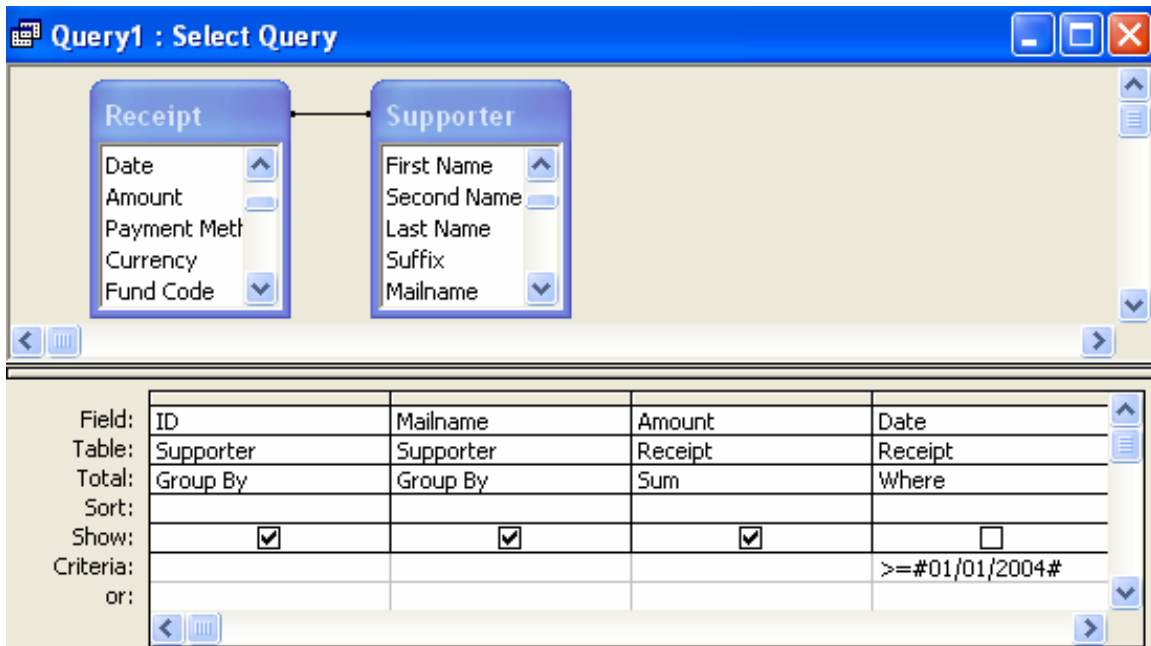 Query1 : Select Query
Receipt
Date
Amount
Payment Meth
Currency
Fund Code
Supporter
First Name
Second Name
Last Name
Suffix
Mailname
Field: ID Mailname Amount Date
Table: Supporter Supporter Receipt Receipt
Total: Group By Group By Sum Where
Sort:
Show:
Criteria: >=#01/01/2004#
or: